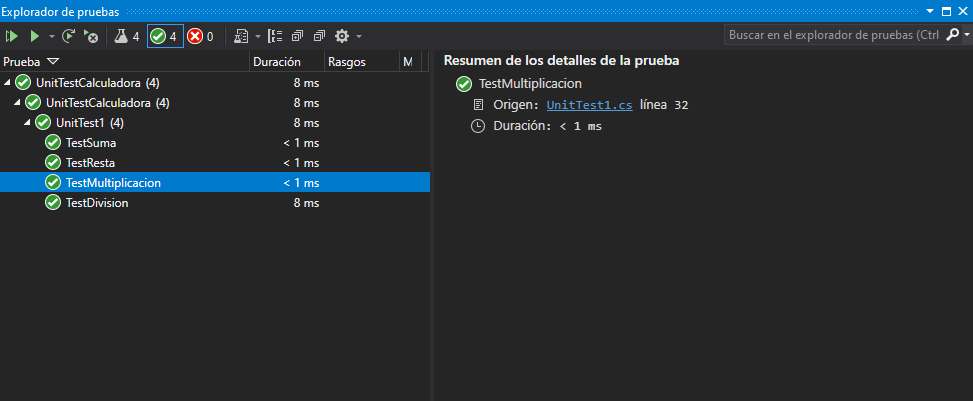 Explorador de pruebas
4 4 0 Buscar en el explorador de pruebas (Ctrl
Prueba Duración Rasgos M
UnitTestCalculadora (4) 8 ms
UnitTestCalculadora (4) 8 ms
UnitTest1 (4) 8 ms
TestSuma < 1 ms
TestResta < 1 ms
TestMultiplicacion < 1 ms
TestDivision 8 ms
Resumen de los detalles de la prueba
TestMultiplicacion
Origen: UnitTest1.cs línea 32
Duración: < 1 ms